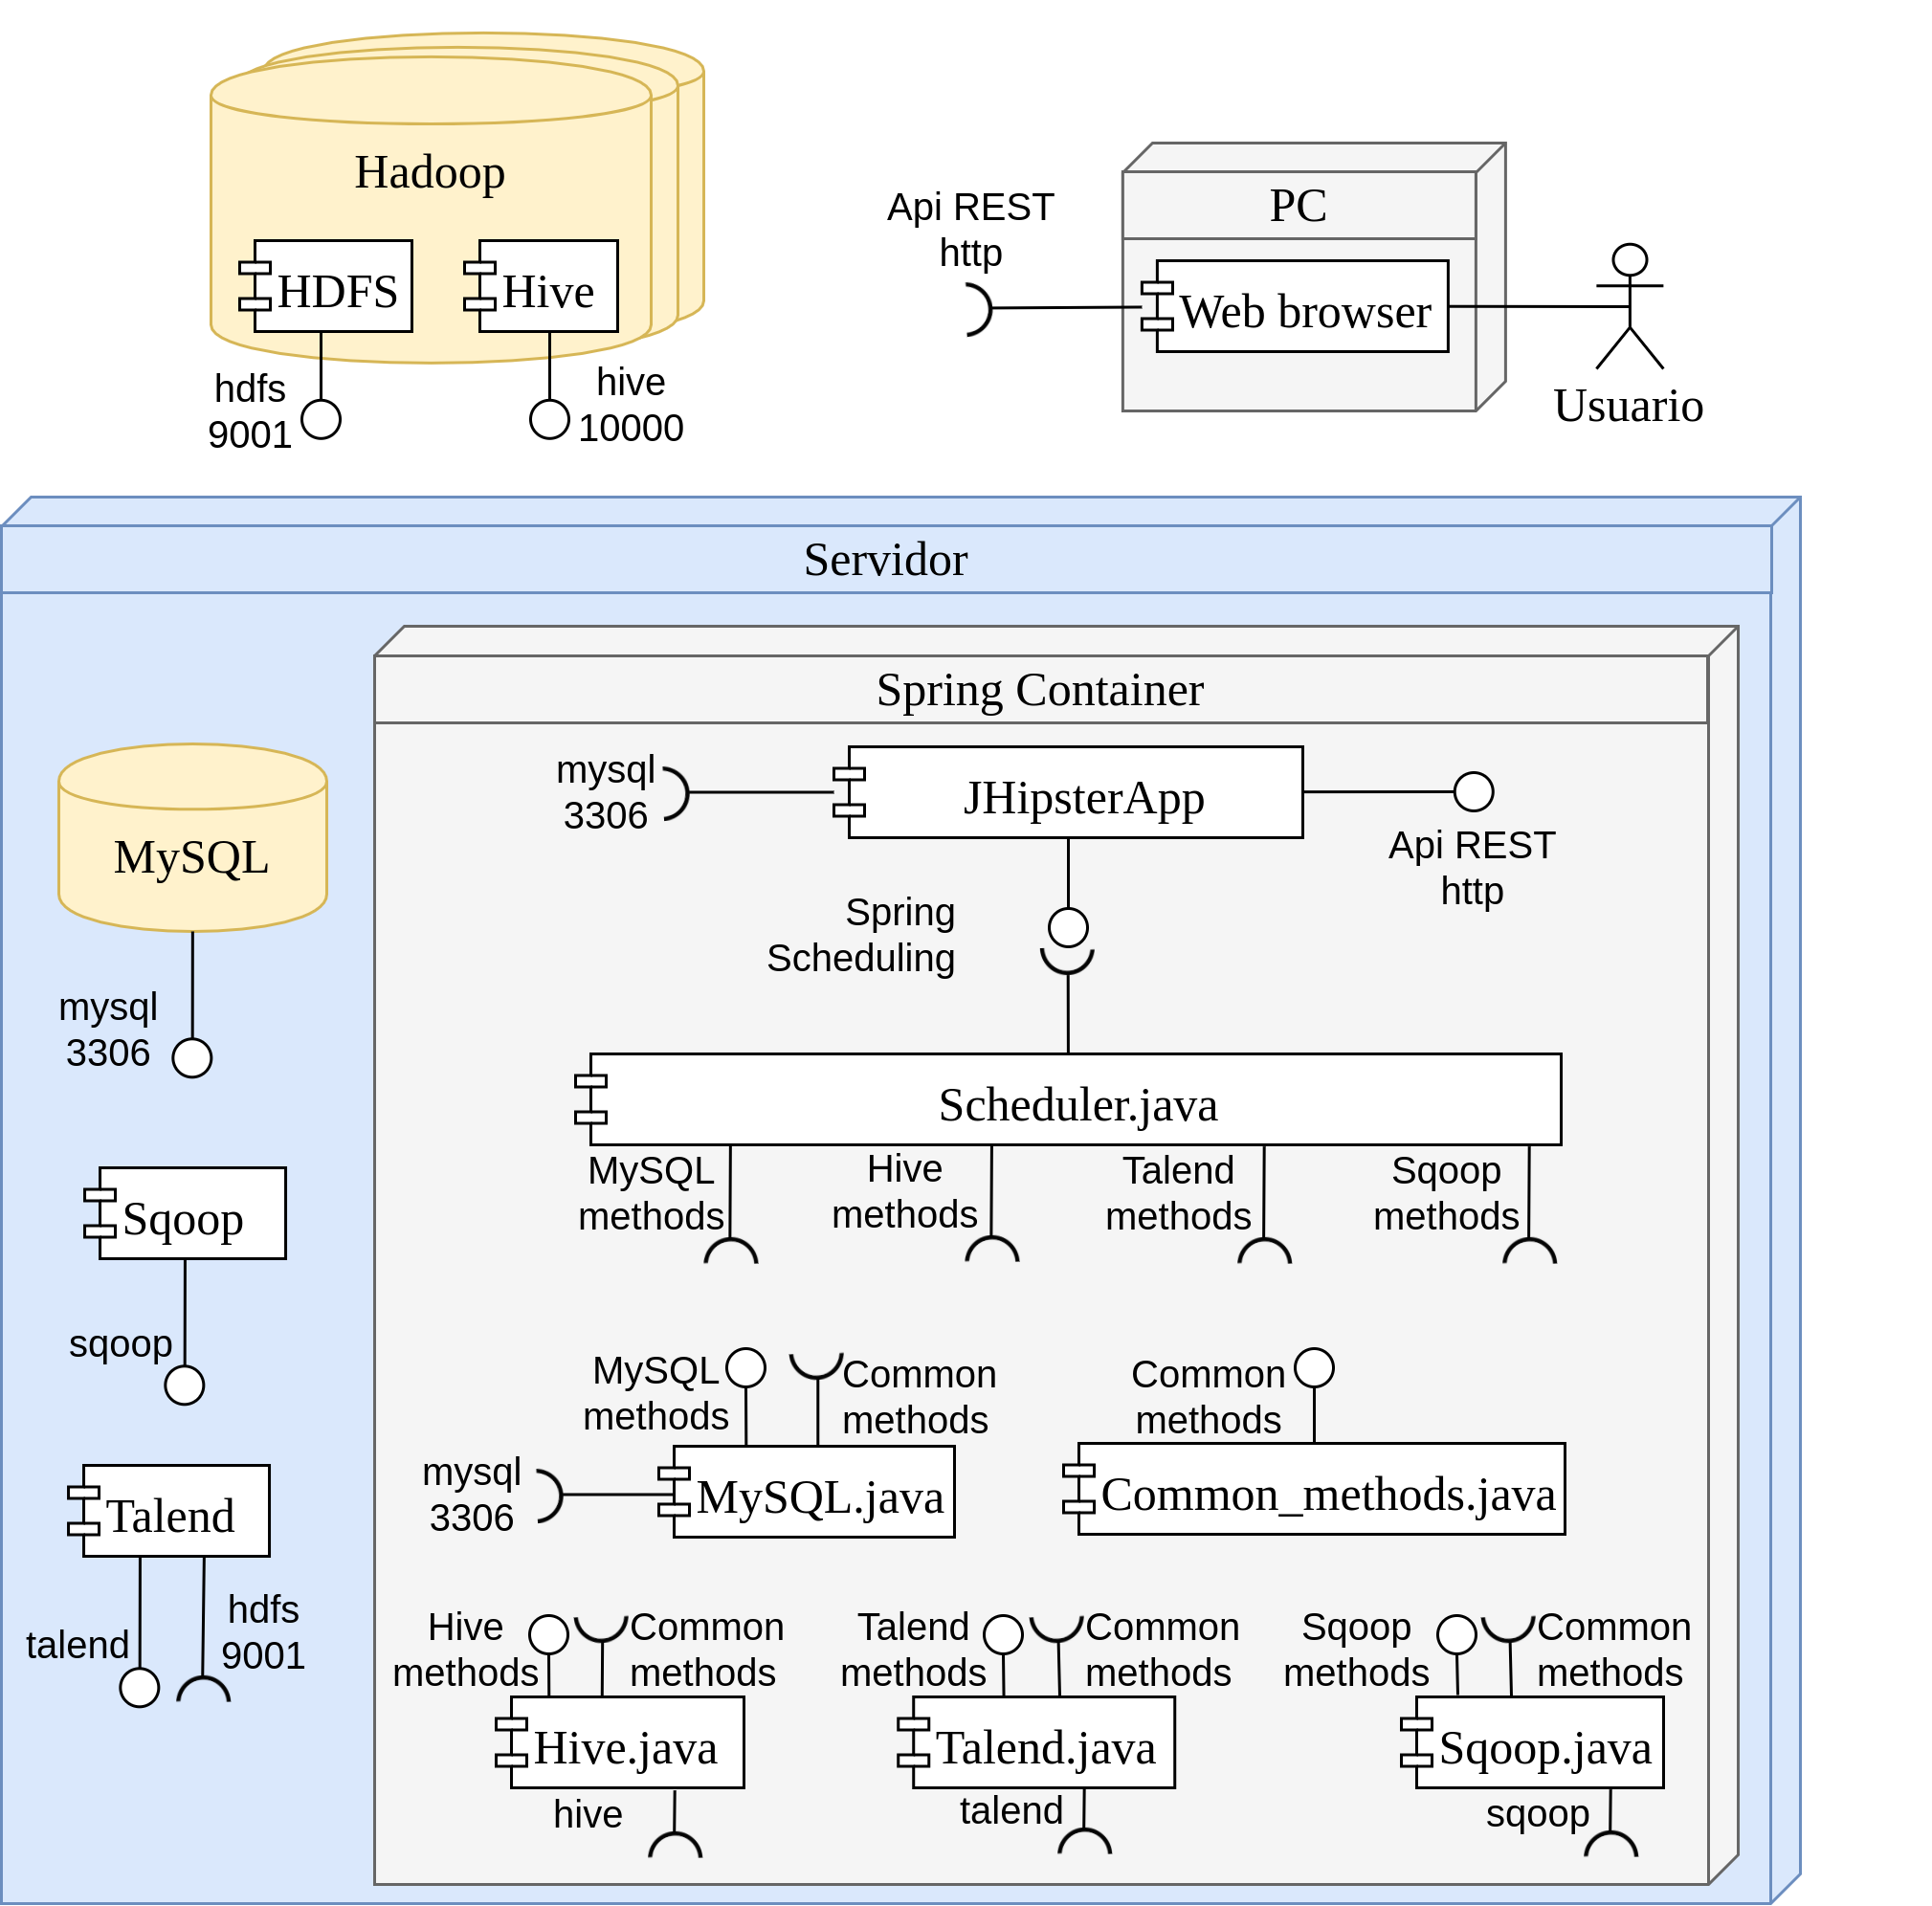 Hadoop
HDFS
Hive
hdfs
9001
hive
10000
Api REST
http
PC
Web browser
Usuario
Servidor
Spring Container
mysql
3306
JHipsterApp
Api REST
http
MySQL
mysql
3306
Spring
Scheduling
Scheduler.java
MySQL
methods
Hive
methods
Talend
methods
Sqoop
methods
Sqoop
sqoop
MySQL
methods
Common
methods
Common
methods
mysql
3306
MySQL.java
Common_methods.java
Talend
talend
hdfs
9001
Hive
methods
Common
methods
Talend
methods
Common
methods
Sqoop
methods
Common
methods
Hive.java
Talend.java
Sqoop.java
hive
talend
sqoop